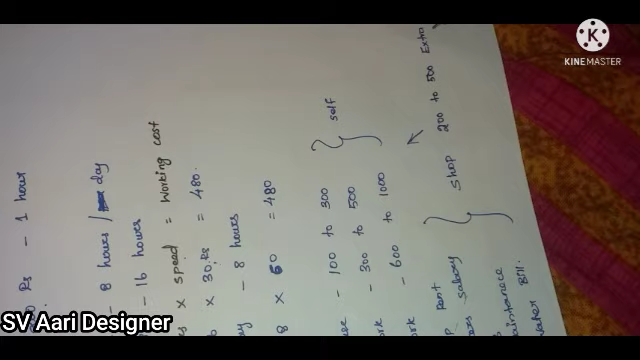 Rs - 1 hour
- 8 hours / day
- 16 hours
x speed = Working cost
x 30 Rs = 480.
- 8 hours
8 x 60 = 480
- 100 to 300
- 300 to 500
self
- 600 to 1000
Shop 200 to 500 Extra
Rent
Salary
Bill.
KINEMASTER
SV Aari Designer